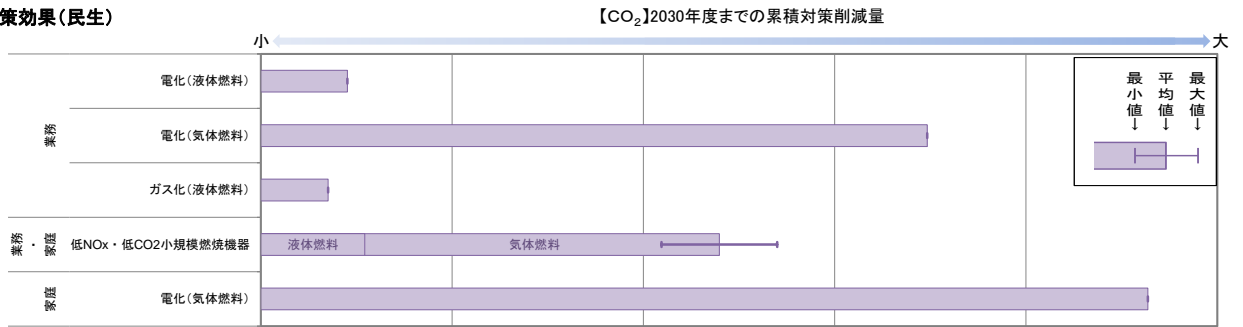 策効果(民生)
【CO₂】2030年度までの累積対策削減量
小
大
業務
電化(液体燃料)
電化(気体燃料)
ガス化(液体燃料)
業務・家庭
低NOx・低CO2小規模燃焼機器
液体燃料
気体燃料
家庭
電化(気体燃料)
最小値↓
平均値↓
最大値↓